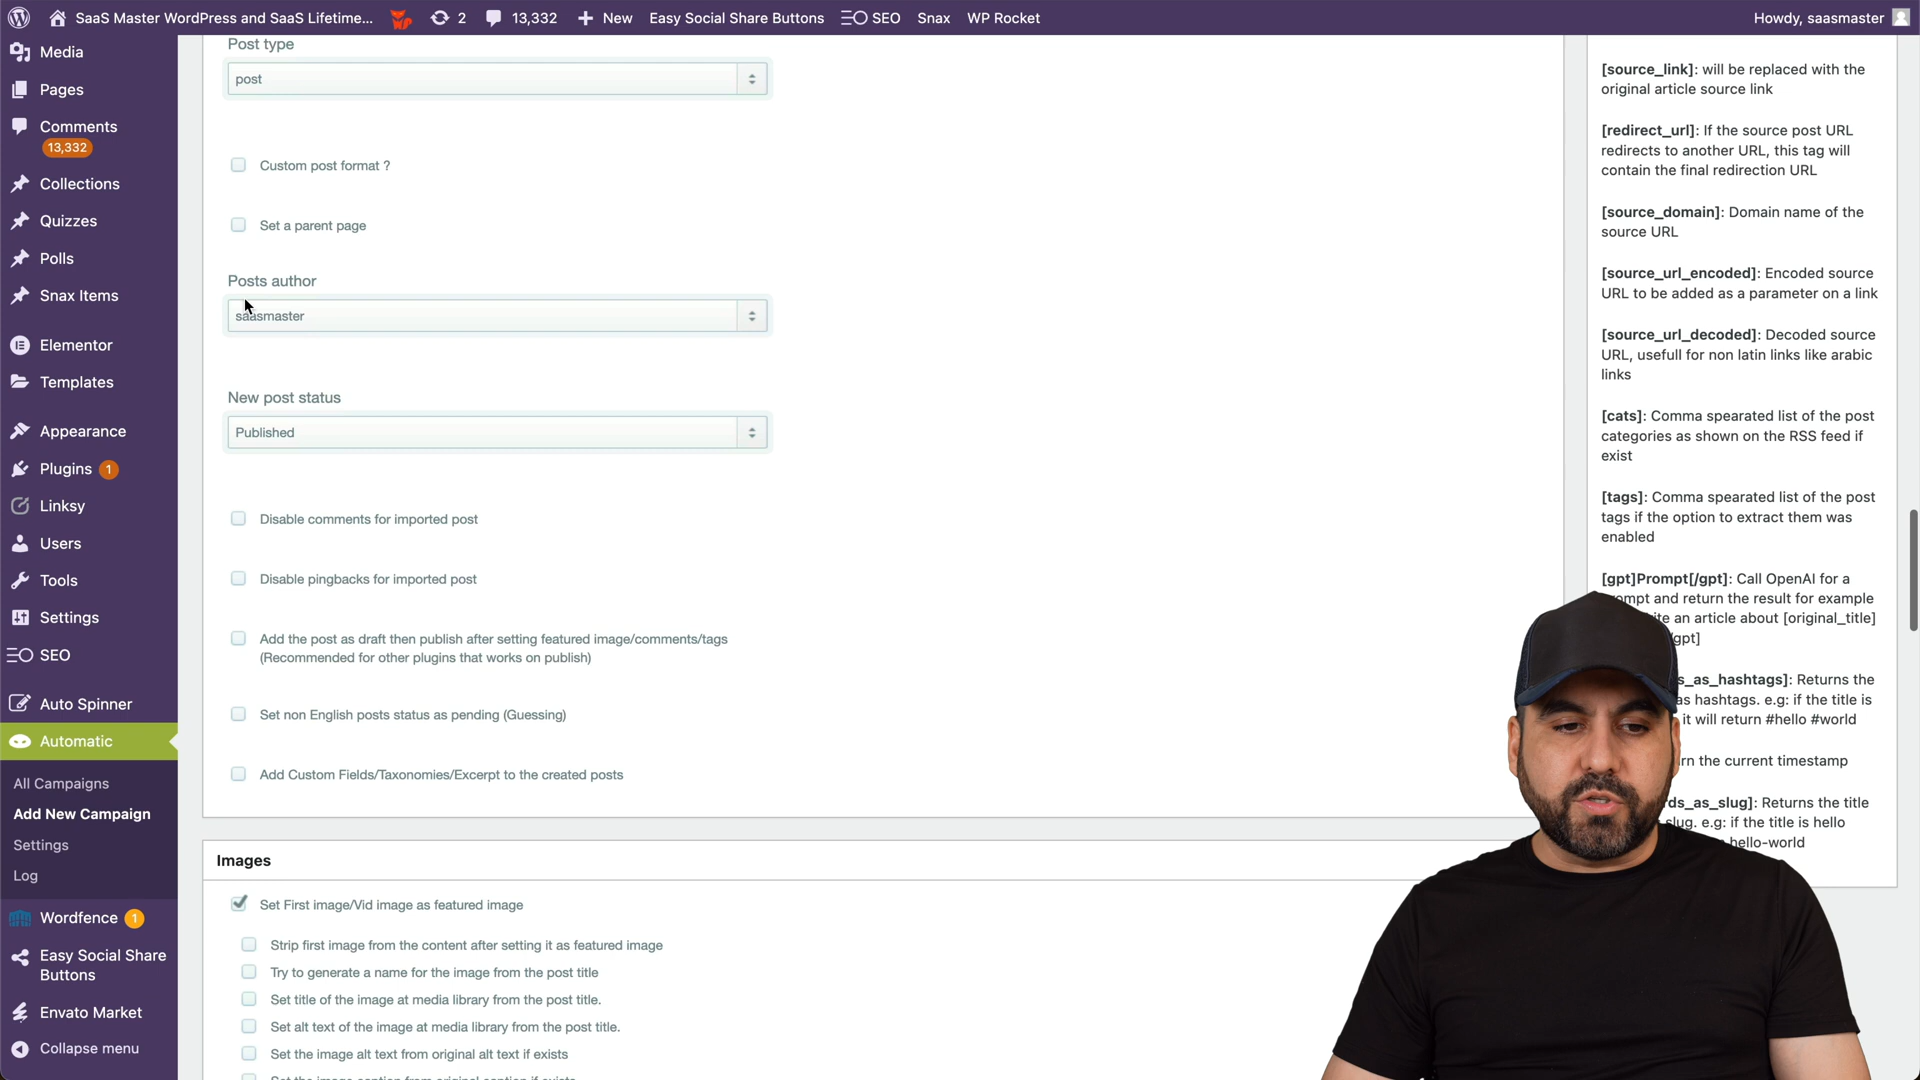 SaaS Master WordPress and SaaS Lifetime... 2 13,332 New Easy Social Share Buttons SEO Snax WP Rocket Howdy, saasmaster
Media
Pages
Comments
13,332
Collections
Quizzes
Polls
Snax Items
Elementor
Templates
Appearance
Plugins 1
Linksy
Users
Tools
Settings
SEO
Auto Spinner
Automatic
All Campaigns
Add New Campaign
Settings
Log
Wordfence 1
Easy Social Share
Buttons
Envato Market
Collapse menu
Post type
post
Custom post format ?
Set a parent page
Posts author
saasmaster
New post status
Published
Disable comments for imported post
Disable pingbacks for imported post
Add the post as draft then publish after setting featured image/comments/tags
(Recommended for other plugins that works on publish)
Set non English posts status as pending (Guessing)
Add Custom Fields/Taxonomies/Excerpt to the created posts
Images
Set First image/Vid image as featured image
Strip first image from the content after setting it as featured image
Try to generate a name for the image from the post title
Set title of the image at media library from the post title.
Set alt text of the image at media library from the post title.
Set the image alt text from original alt text if exists
[source_link]: will be replaced with the
original article source link
[redirect_url]: If the source post URL
redirects to another URL, this tag will
contain the final redirection URL
[source_domain]: Domain name of the
source URL
[source_url_encoded]: Encoded source
URL to be added as a parameter on a link
[source_url_decoded]: Decoded source
URL, usefull for non latin links like arabic
links
[cats]: Comma spearated list of the post
categories as shown on the RSS feed if
exist
[tags]: Comma spearated list of the post
tags if the option to extract them was
enabled
[gpt]Prompt[/gpt]: Call OpenAI for a
and return the result for example
an article about [original_title]
gpt]
s_as_hashtags]: Returns the
as hashtags. e.g: if the title is
it will return #hello #world
the current timestamp
ds_as_slug]: Returns the title
slug. e.g: if the title is hello
hello-world